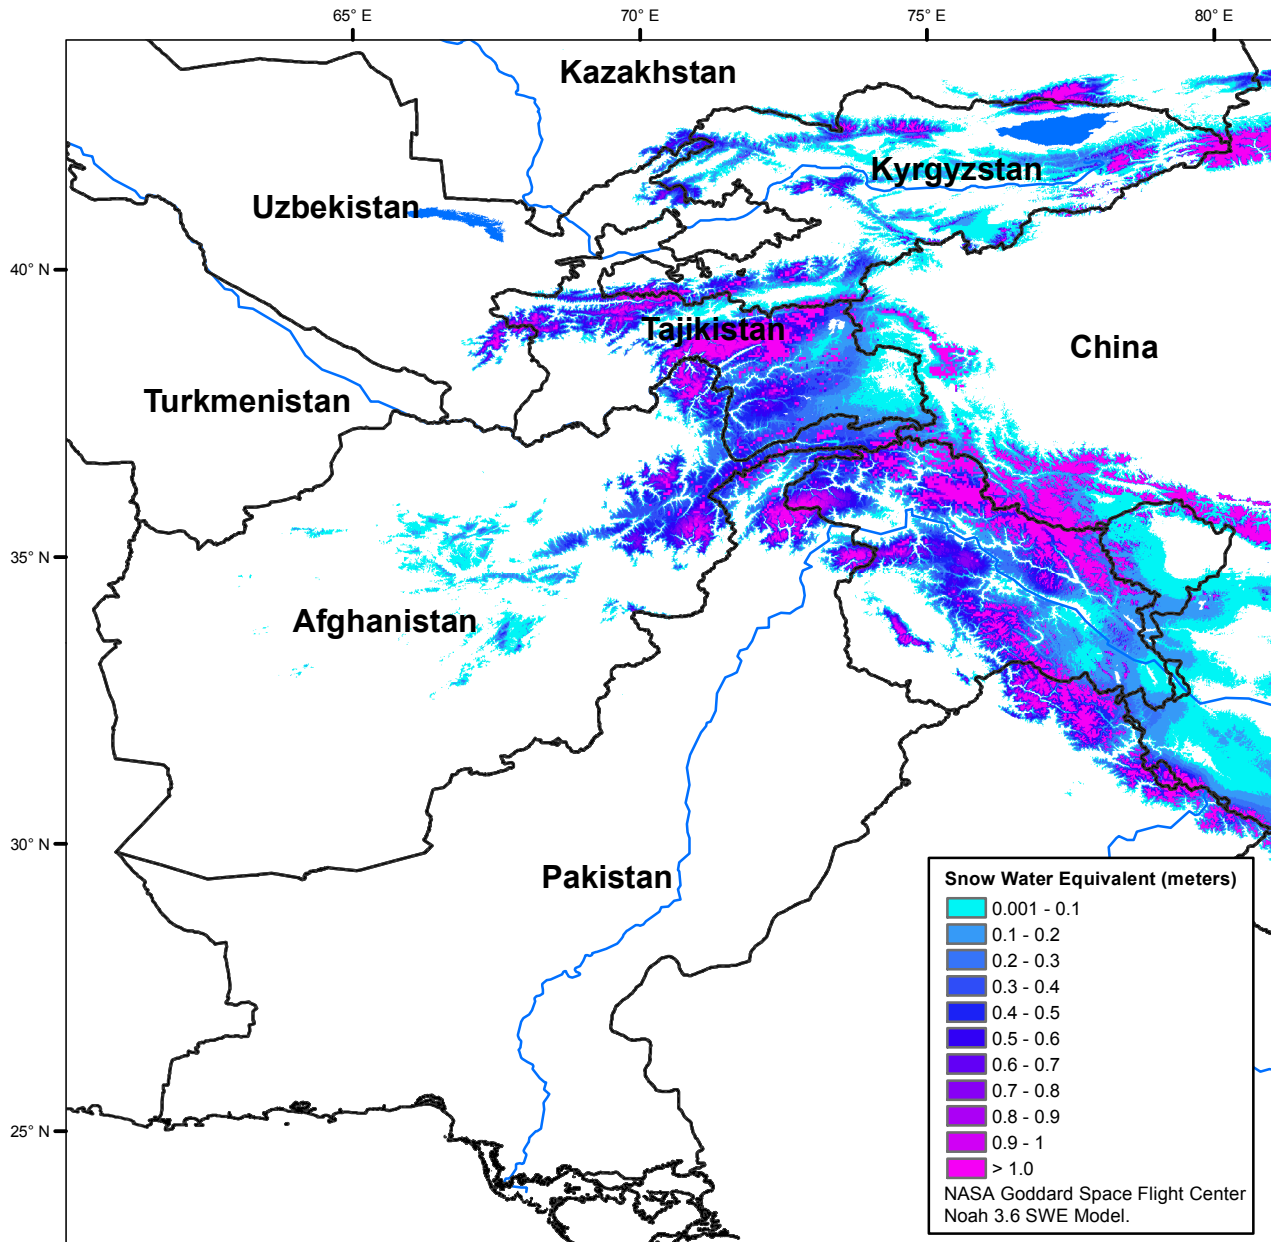 65° E
70° E
75° E
80° E
Kazakhstan
Kyrgyzstan
Uzbekistan
40° N
Tajikistan
China
Turkmenistan
35° N
Afghanistan
30° N
Pakistan
25° N
Snow Water Equivalent (meters)
0.001 - 0.1
0.1 - 0.2
0.2 - 0.3
0.3 - 0.4
0.4 - 0.5
0.5 - 0.6
0.6 - 0.7
0.7 - 0.8
0.8 - 0.9
0.9 - 1
> 1.0
NASA Goddard Space Flight Center
Noah 3.6 SWE Model.